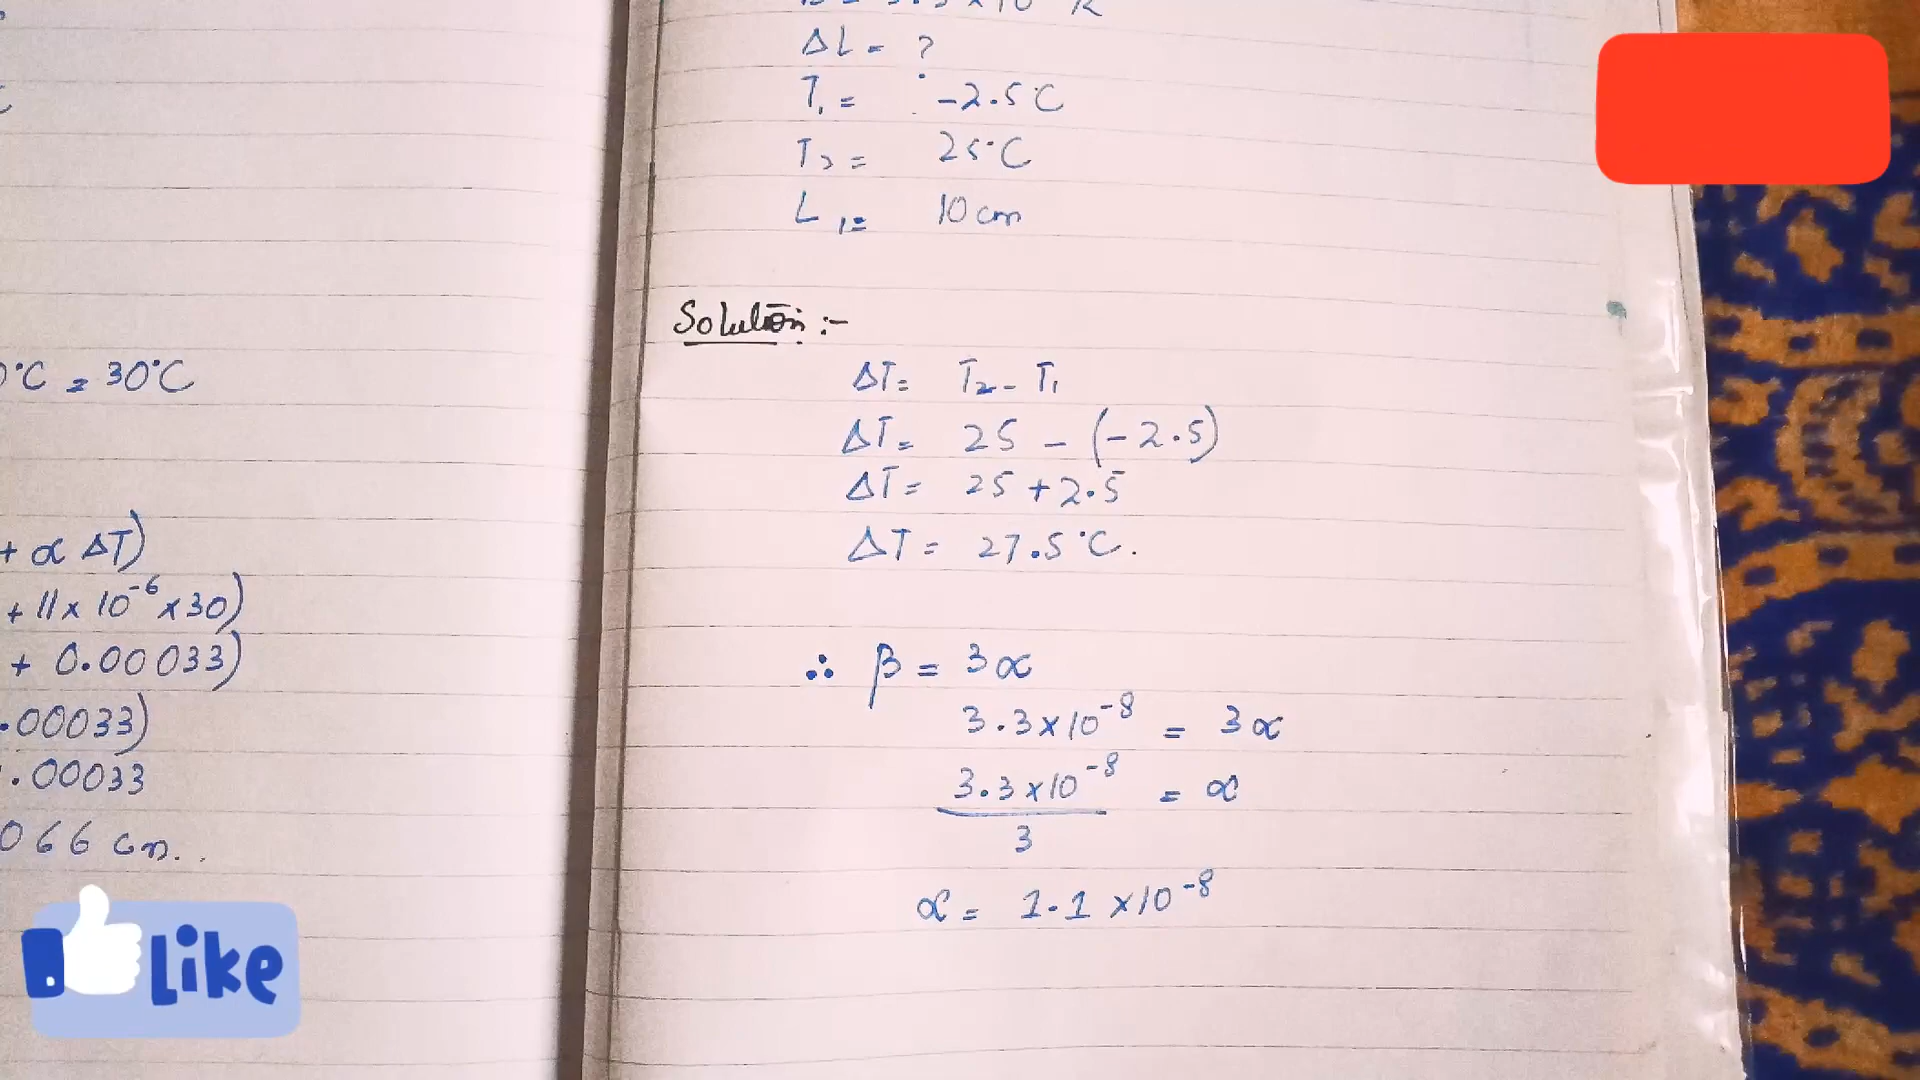 ΔL = ?
T₁ = -2.5°C
T₂ = 25°C
L₁ = 10 cm
Solution :-
ΔT = T₂ - T₁
ΔT = 25 - (-2.5)
ΔT = 25 + 2.5
ΔT = 27.5°C.
∴ β = 3α
3.3 × 10⁻⁸ = 3α
3.3 × 10⁻⁸ = α
3
α = 1.1 × 10⁻⁸
°C = 30°C
+ α ΔT)
+ 11 × 10⁻⁶ × 30)
+ 0.00033)
.00033)
.00033
066 cm.
Like